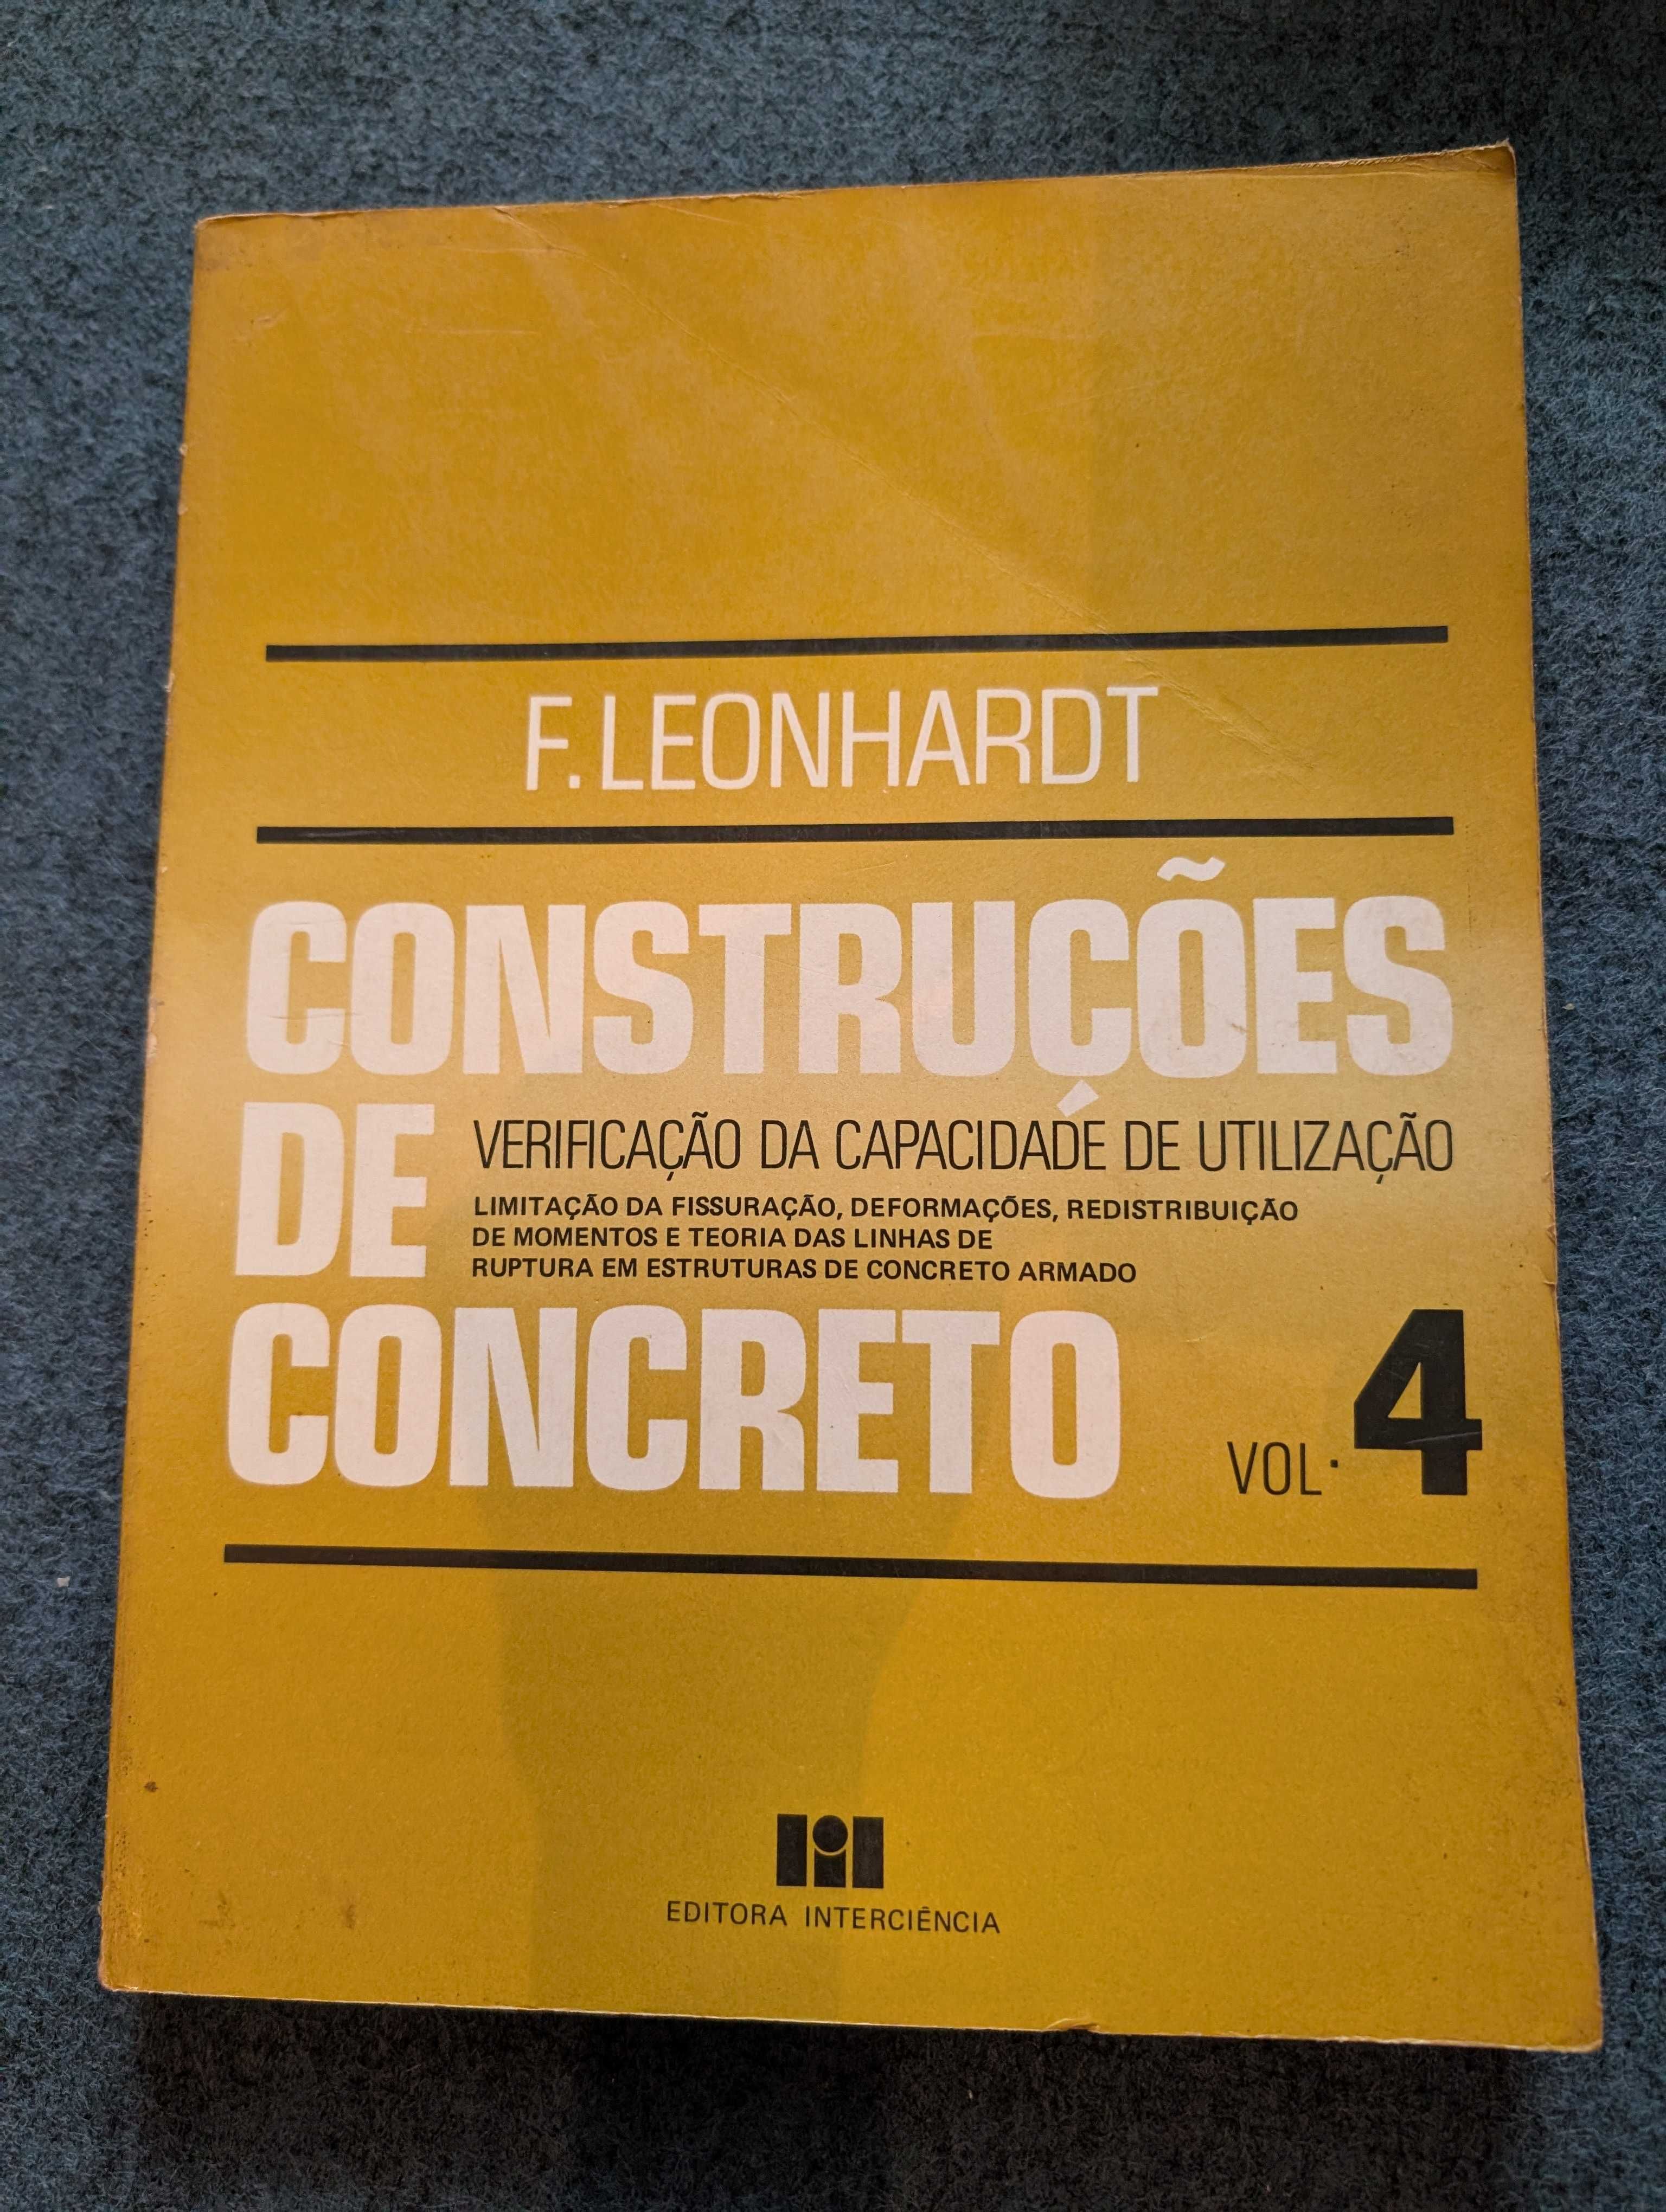 F. LEONHARDT
CONSTRUÇÕES
DE
VERIFICAÇÃO DA CAPACIDADE DE UTILIZAÇÃO
LIMITAÇÃO DA FISSURAÇÃO, DEFORMAÇÕES, REDISTRIBUIÇÃO
DE MOMENTOS E TEORIA DAS LINHAS DE
RUPTURA EM ESTRUTURAS DE CONCRETO ARMADO
CONCRETO
VOL. 4
EDITORA INTERCIÊNCIA